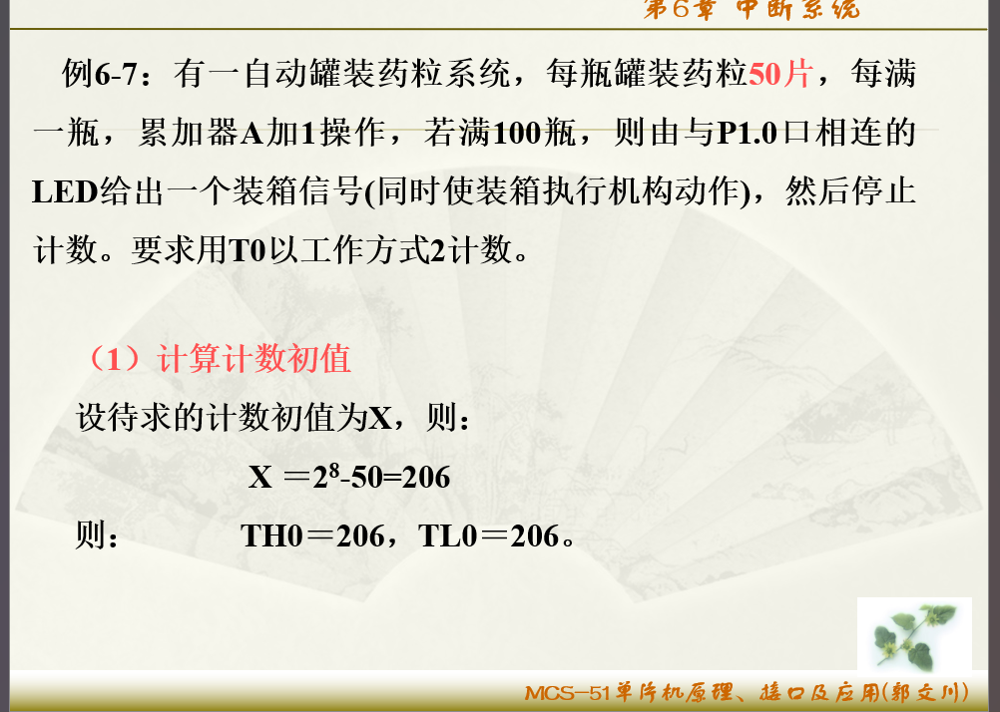 第6章 中断系统
例6-7：有一自动罐装药粒系统，每瓶罐装药粒50片，每满
一瓶，累加器A加1操作，若满100瓶，则由与P1.0口相连的
LED给出一个装箱信号(同时使装箱执行机构动作)，然后停止
计数。要求用T0以工作方式2计数。
（1）计算计数初值
设待求的计数初值为X，则：
X ＝2⁸-50=206
则： TH0＝206，TL0＝206。
MCS-51单片机原理、接口及应用(郭文川)